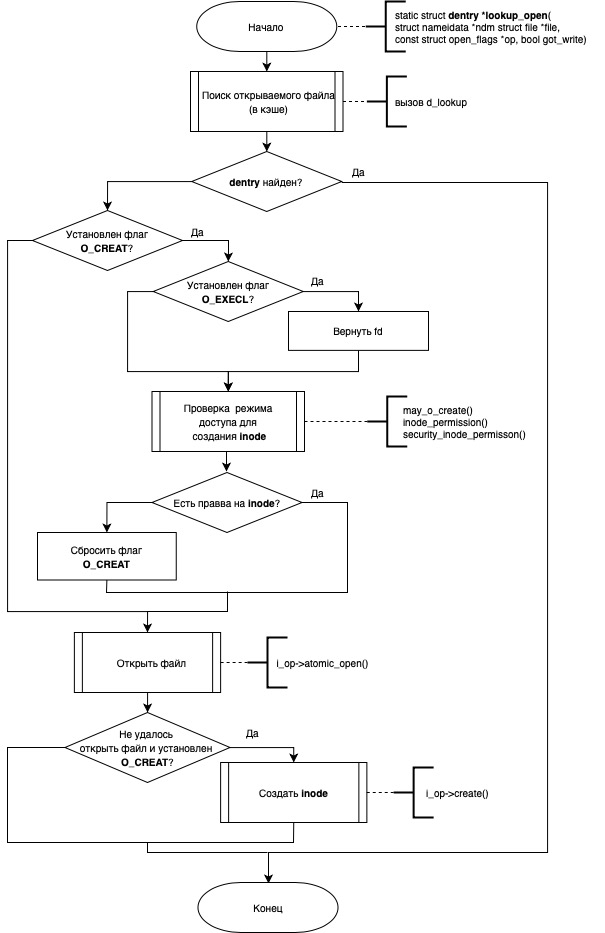 Начало
static struct dentry *lookup_open(
struct nameidata *ndm struct file *file,
const struct open_flags *op, bool got_write)
Поиск открываемого файла
(в кэше)
вызов d_lookup
dentry найден?
Да
Установлен флаг
O_CREAT?
Да
Установлен флаг
O_EXECL?
Да
Вернуть fd
Проверка режима
доступа для
создания inode
may_o_create()
inode_permission()
security_inode_permisson()
Есть правва на inode?
Да
Сбросить флаг
O_CREAT
Открыть файл
i_op->atomic_open()
Не удалось
открыть файл и установлен
O_CREAT?
Да
Создать inode
i_op->create()
Конец